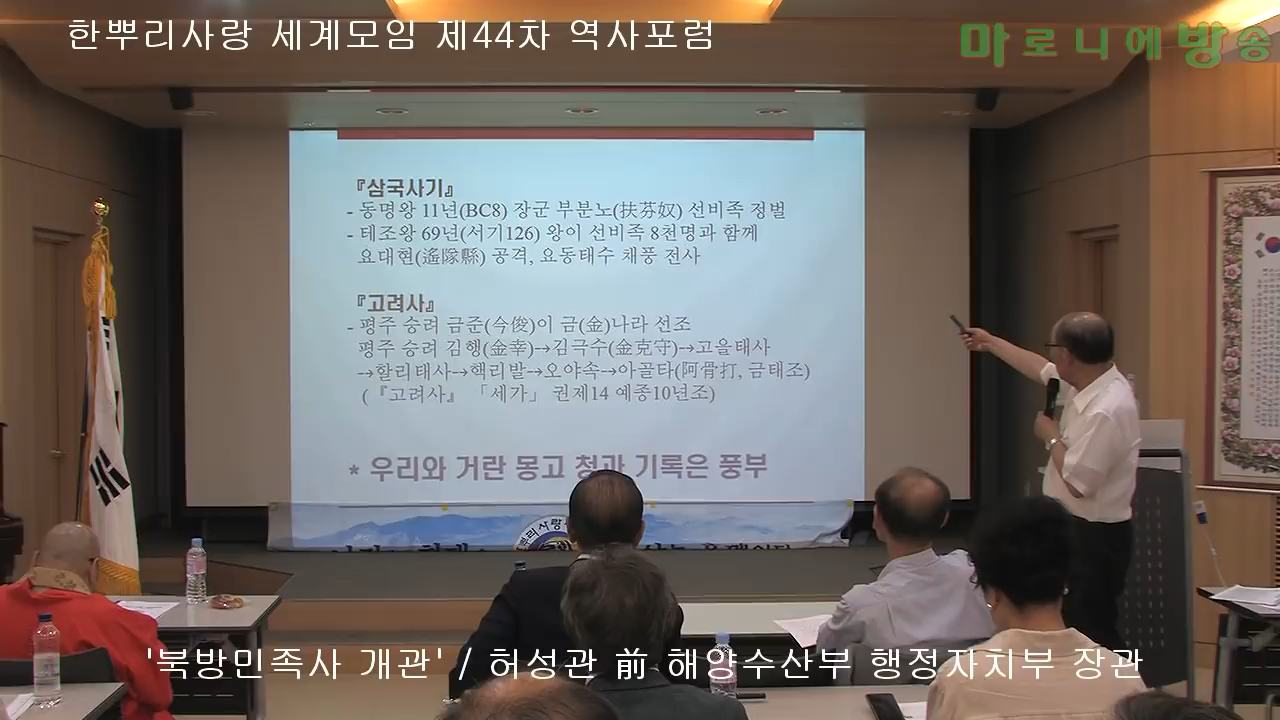 한뿌리사랑 세계모임 제44차 역사포럼
마로니에방송
『삼국사기』
- 동명왕 11년(BC8) 장군 부분노(扶芬奴) 선비족 정벌
- 태조왕 69년(서기126) 왕이 선비족 8천명과 함께
요대현(遙隊縣) 공격, 요동태수 채풍 전사
『고려사』
- 평주 승려 금준(今俊)이 금(金)나라 선조
평주 승려 김행(金幸)→김극수(金克守)→고을태사
→할리태사→핵리발→오야속→아골타(阿骨打, 금태조)
(『고려사』 「세가」 권제14 예종10년조)
* 우리와 거란 몽고 청과 기록은 풍부
'북방민족사 개관' / 허성관 前 해양수산부 행정자치부 장관